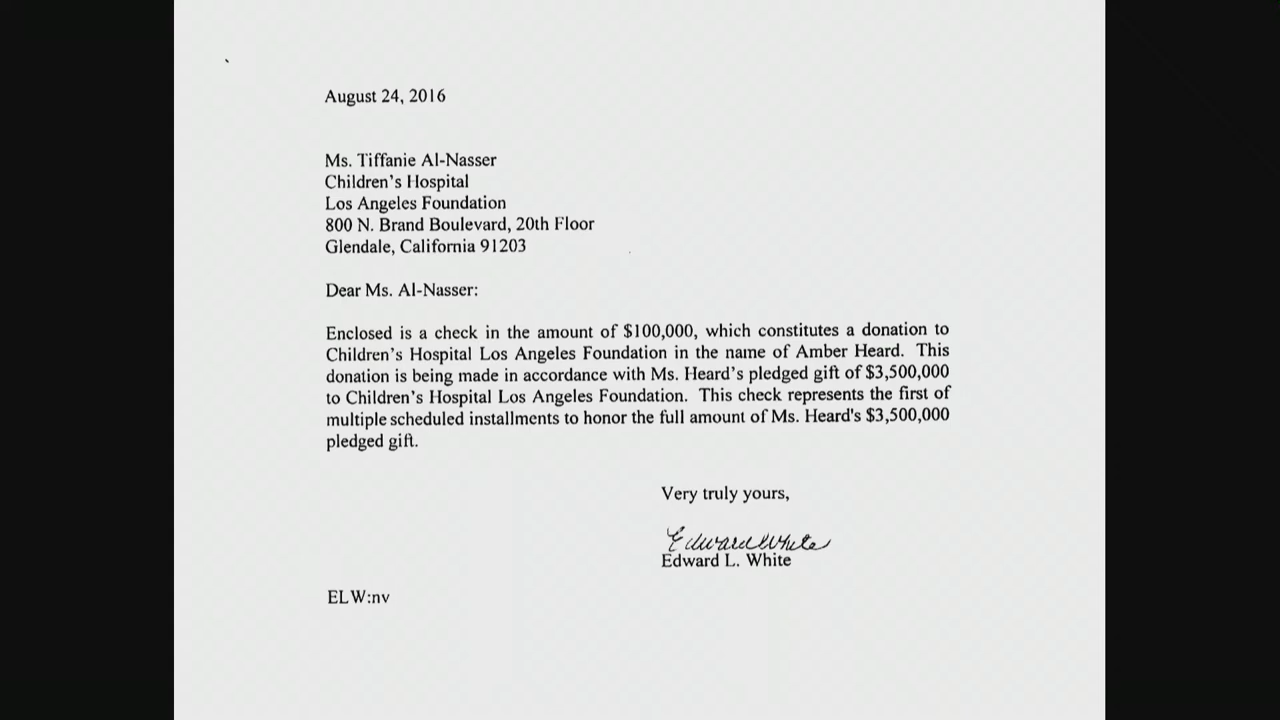 August 24, 2016
Ms. Tiffanie Al-Nasser
Children's Hospital
Los Angeles Foundation
800 N. Brand Boulevard, 20th Floor
Glendale, California 91203
Dear Ms. Al-Nasser:
Enclosed is a check in the amount of $100,000, which constitutes a donation to
Children's Hospital Los Angeles Foundation in the name of Amber Heard. This
donation is being made in accordance with Ms. Heard's pledged gift of $3,500,000
to Children's Hospital Los Angeles Foundation. This check represents the first of
multiple scheduled installments to honor the full amount of Ms. Heard's $3,500,000
pledged gift.
Very truly yours,
Edward White
Edward L. White
ELW:nv